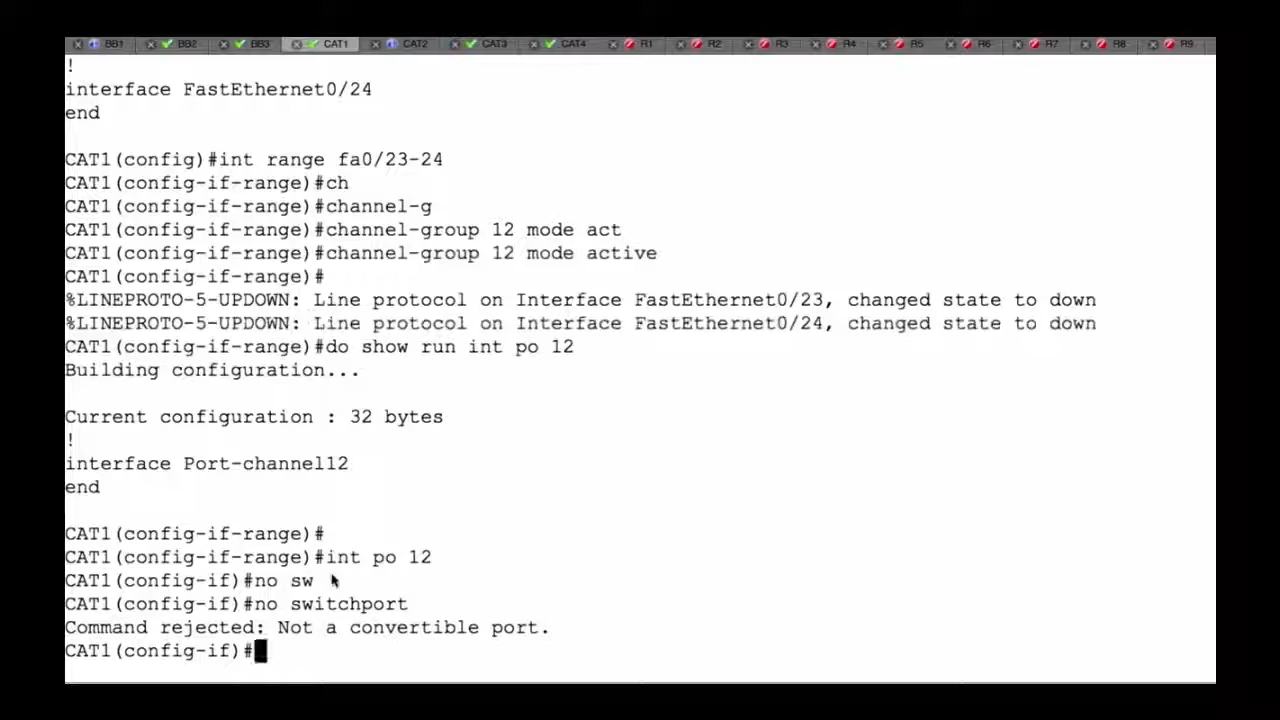 BB1 BB2 BB3 CAT1 CAT2 CAT3 CAT4 R1 R2 R3 R4 R5 R6 R7 R8 R9
!
interface FastEthernet0/24
end
CAT1(config)#int range fa0/23-24
CAT1(config-if-range)#ch
CAT1(config-if-range)#channel-g
CAT1(config-if-range)#channel-group 12 mode act
CAT1(config-if-range)#channel-group 12 mode active
CAT1(config-if-range)#
%LINEPROTO-5-UPDOWN: Line protocol on Interface FastEthernet0/23, changed state to down
%LINEPROTO-5-UPDOWN: Line protocol on Interface FastEthernet0/24, changed state to down
CAT1(config-if-range)#do show run int po 12
Building configuration...
Current configuration : 32 bytes
!
interface Port-channel12
end
CAT1(config-if-range)#
CAT1(config-if-range)#int po 12
CAT1(config-if)#no sw
CAT1(config-if)#no switchport
Command rejected: Not a convertible port.
CAT1(config-if)#